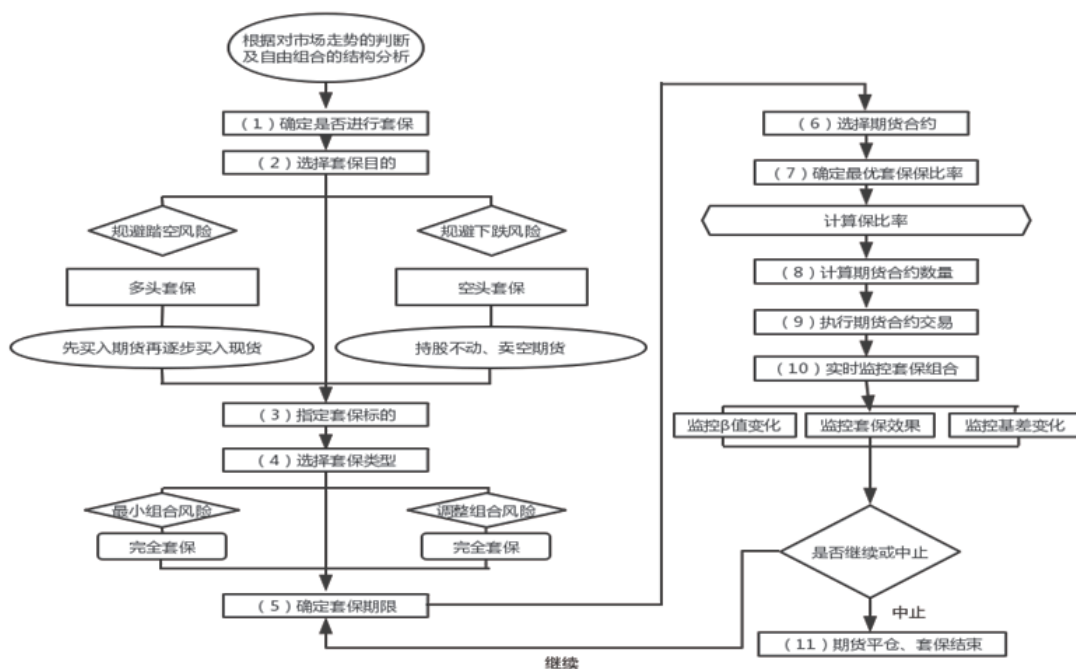 根据对市场走势的判断
及自由组合的结构分析
（1）确定是否进行套保
（2）选择套保目的
规避踏空风险
规避下跌风险
多头套保
空头套保
先买入期货再逐步买入现货
持股不动、卖空期货
（3）指定套保标的
（4）选择套保类型
最小组合风险
调整组合风险
完全套保
完全套保
（5）确定套保期限
继续
（6）选择期货合约
（7）确定最优套保保比率
计算保比率
（8）计算期货合约数量
（9）执行期货合约交易
（10）实时监控套保组合
监控β值变化
监控套保效果
监控基差变化
是否继续或中止
中止
（11）期货平仓、套保结束